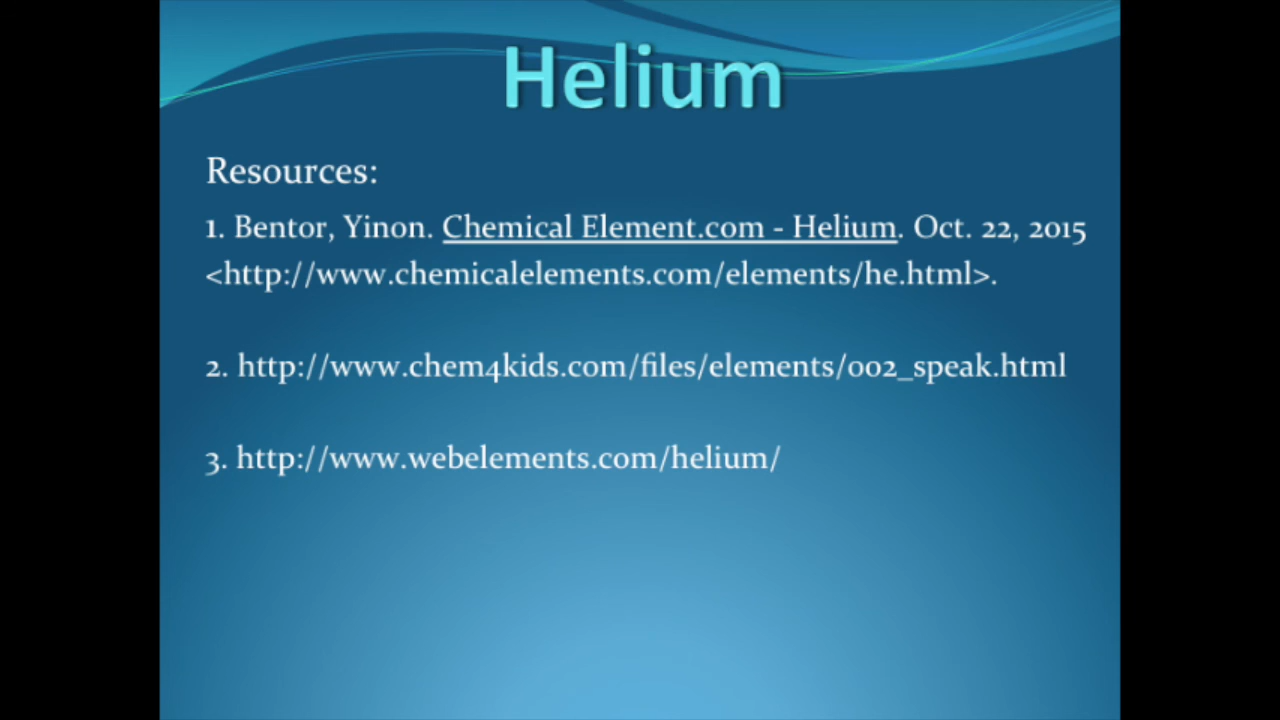 Helium
Resources:
1. Bentor, Yinon. Chemical Element.com - Helium. Oct. 22, 2015
<http://www.chemicalelements.com/elements/he.html>.
2. http://www.chem4kids.com/files/elements/002_speak.html
3. http://www.webelements.com/helium/